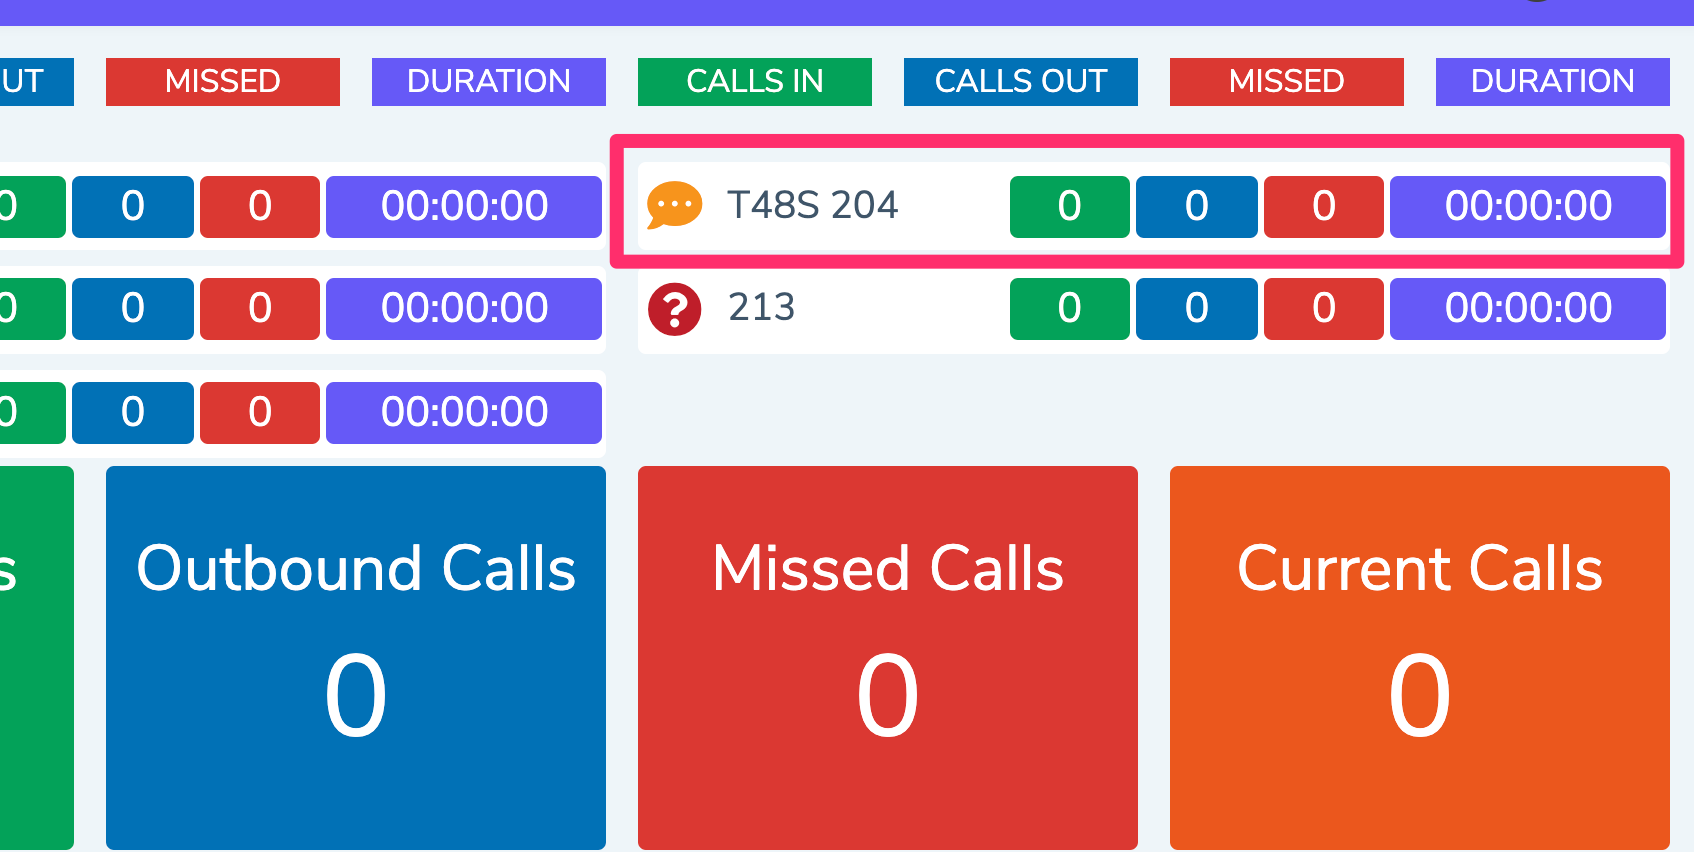 UT MISSED DURATION CALLS IN CALLS OUT MISSED DURATION
0 0 0 00:00:00 T48S 204 0 0 0 00:00:00
0 0 0 00:00:00 ? 213 0 0 0 00:00:00
0 0 0 00:00:00
s Outbound Calls Missed Calls Current Calls
0 0 0